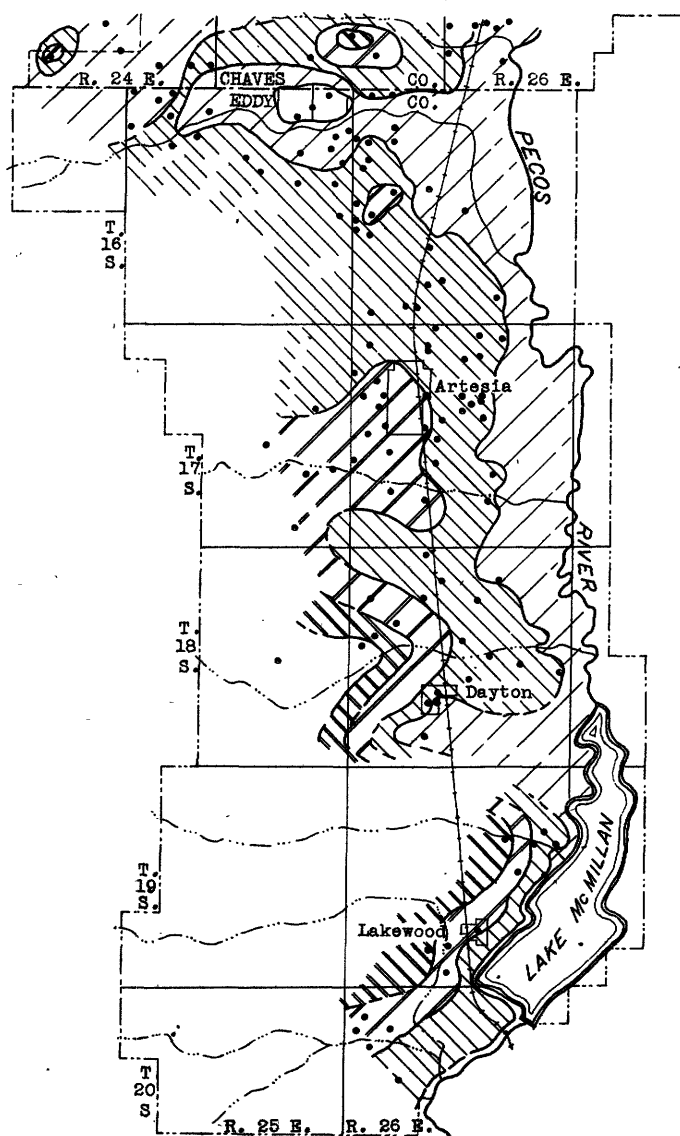 R. 24 E.
CHAVES
CO.
R. 26 E.
EDDY
CO.
PECOS
T.
16
S.
Artesia
T.
17
S.
RIVER
T
18
S.
Dayton
LAKE MCMILLAN
T.
19
S.
Lakewood
T
20
S
R. 25 E.
R. 26 E.